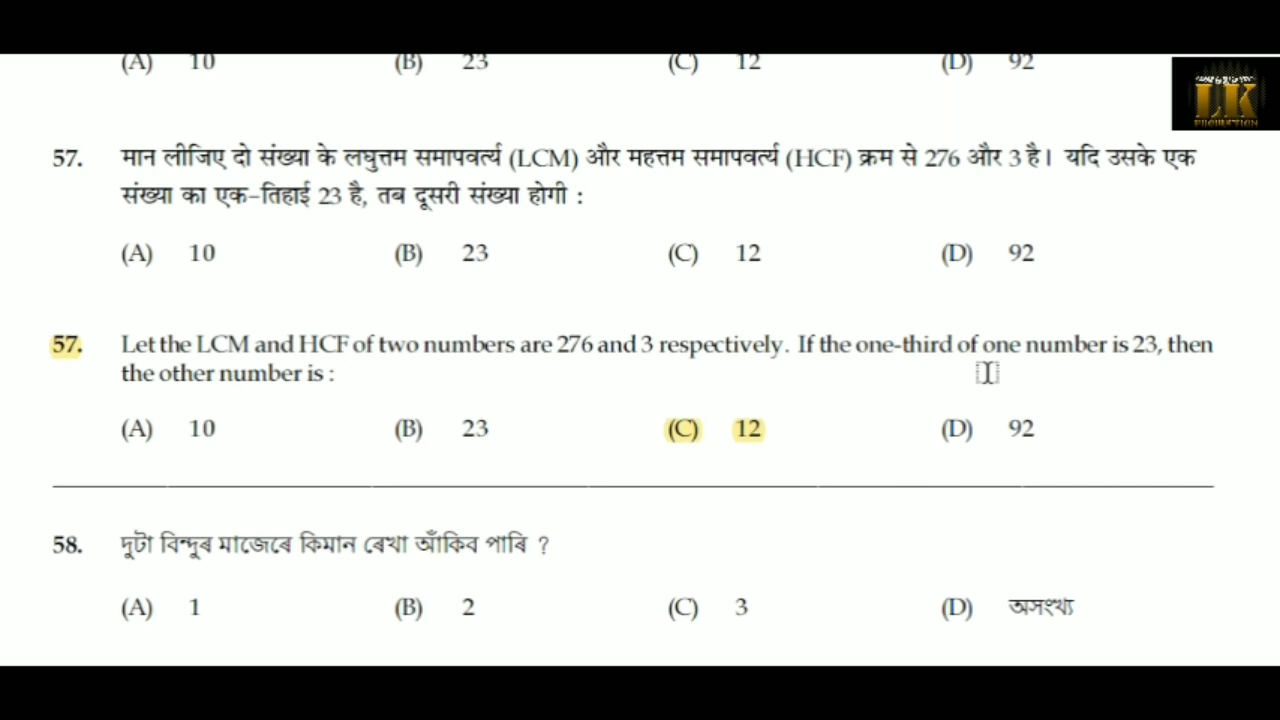 (A) 10 (B) 23 (C) 12 (D) 92
57. मान लीजिए दो संख्या के लघुत्तम समापवर्त्य (LCM) और महत्तम समापवर्त्य (HCF) क्रम से 276 और 3 है। यदि उसके एक
संख्या का एक-तिहाई 23 है, तब दूसरी संख्या होगी :
(A) 10 (B) 23 (C) 12 (D) 92
57. Let the LCM and HCF of two numbers are 276 and 3 respectively. If the one-third of one number is 23, then
the other number is :
(A) 10 (B) 23 (C) 12 (D) 92
58. দুটা বিন্দুৰ মাজেৰে কিমান ৰেখা আঁকিব পাৰি ?
(A) 1 (B) 2 (C) 3 (D) অসংখ্য
LK
PRODUCTION